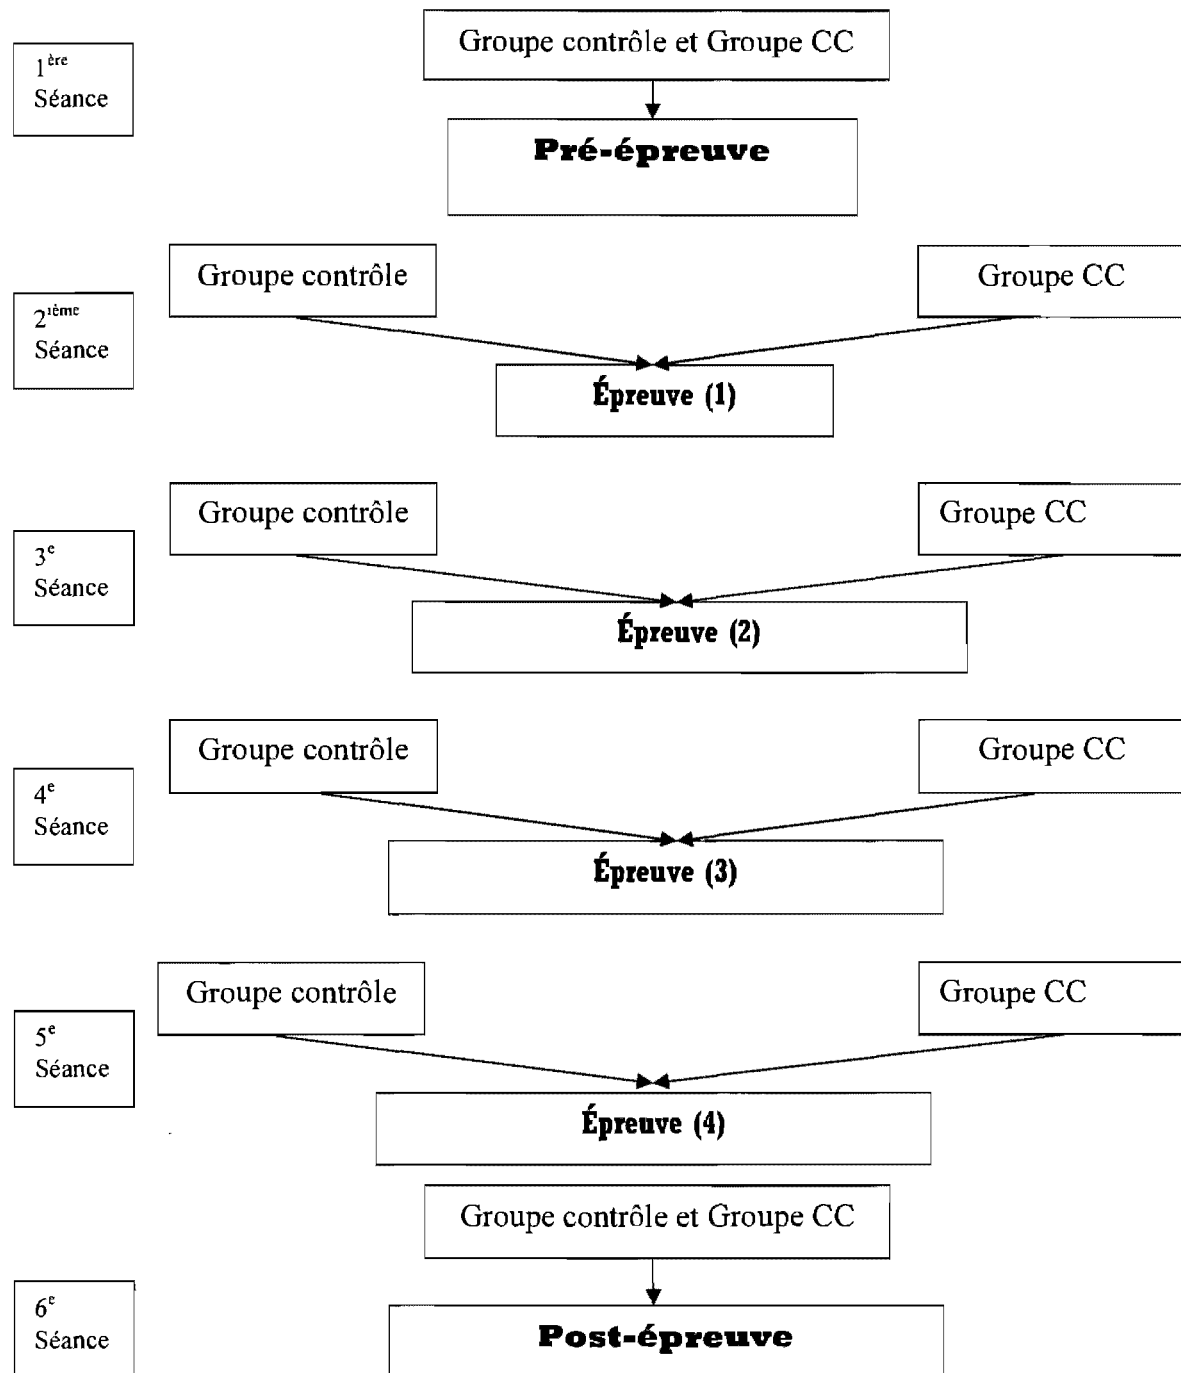 Groupe contrôle et Groupe CC
1ère
Séance
Pré-épreuve
Groupe contrôle
Groupe CC
2ième
Séance
Épreuve (1)
Groupe contrôle
Groupe CC
3e
Séance
Épreuve (2)
Groupe contrôle
Groupe CC
4e
Séance
Épreuve (3)
Groupe contrôle
Groupe CC
5e
Séance
Épreuve (4)
Groupe contrôle et Groupe CC
6e
Séance
Post-épreuve